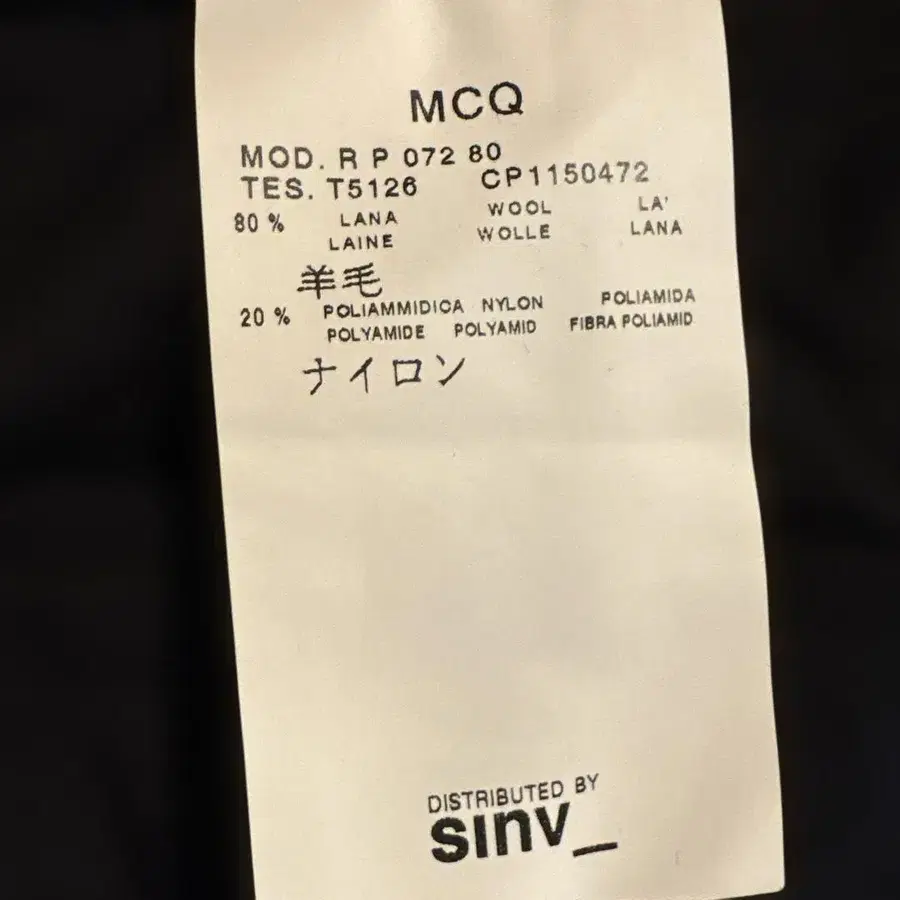 MCQ
MOD. R P 072 80
TES. T5126 CP1150472
80 % LANA WOOL LA'
LAINE WOLLE LANA
羊毛
20 % POLIAMMIDICA NYLON POLIAMIDA
POLYAMIDE POLYAMID FIBRA POLIAMID
ナイロン
DISTRIBUTED BY
sinv_